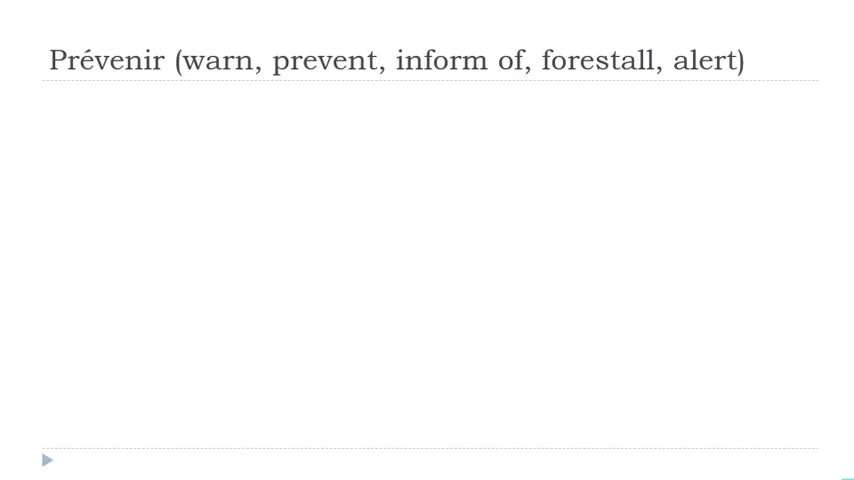 Prévenir (warn, prevent, inform of, forestall, alert)